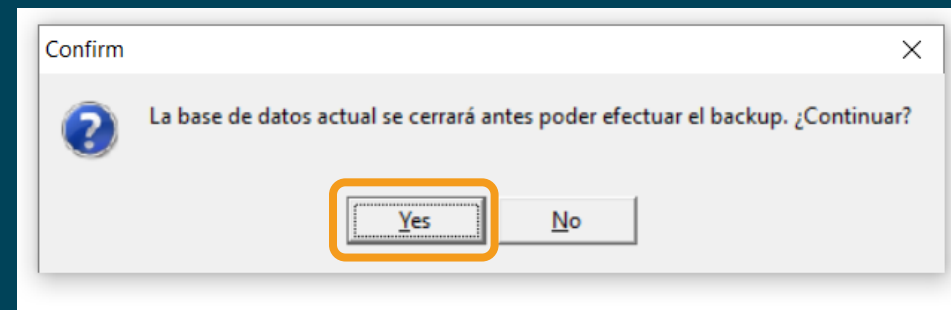 Confirm
La base de datos actual se cerrará antes poder efectuar el backup. ¿Continuar?
Yes
No